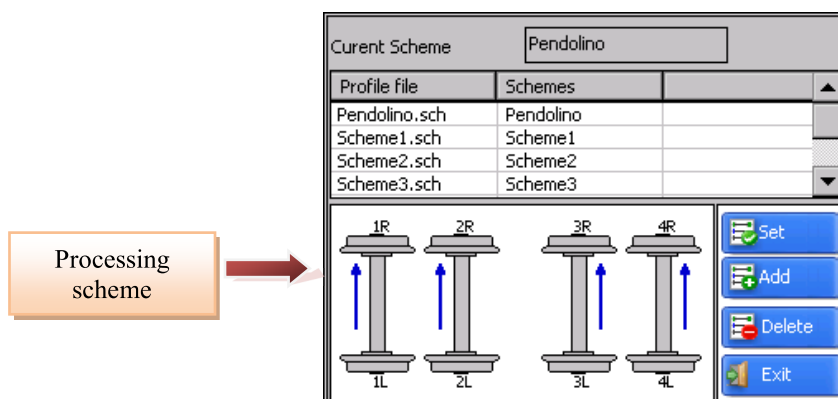 Curent Scheme Pendolino
Profile file Schemes
Pendolino.sch Pendolino
Scheme1.sch Scheme1
Scheme2.sch Scheme2
Scheme3.sch Scheme3
Processing
scheme
1R 2R 3R 4R
1L 2L 3L 4L
Set
Add
Delete
Exit